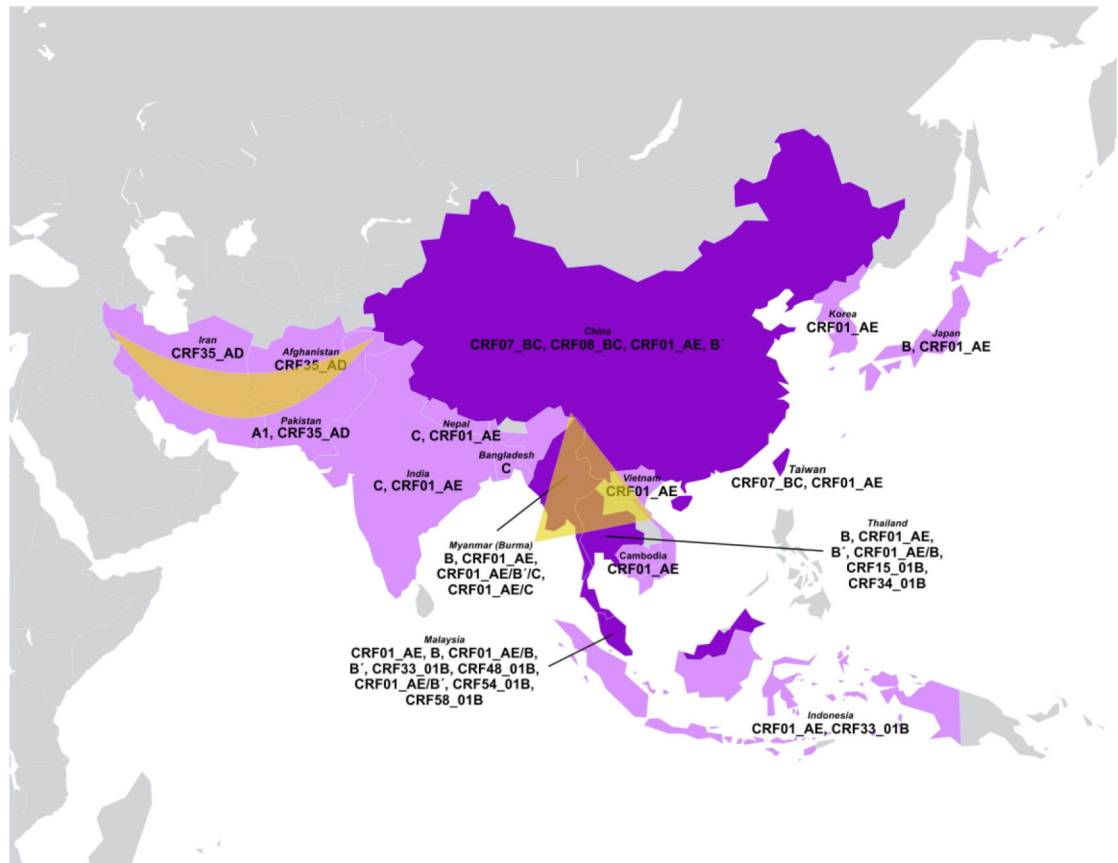 Iran
CRF35_AD
Afghanistan
CRF35_AD
Pakistan
A1, CRF35_AD
China
CRF07_BC, CRF08_BC, CRF01_AE, B´
Korea
CRF01_AE
Japan
B, CRF01_AE
Nepal
C, CRF01_AE
Bangladesh
C
India
C, CRF01_AE
Vietnam
CRF01_AE
Taiwan
CRF07_BC, CRF01_AE
Myanmar (Burma)
B, CRF01_AE,
CRF01_AE/B´/C,
CRF01_AE/C
Cambodia
CRF01_AE
Thailand
B, CRF01_AE,
B´, CRF01_AE/B,
CRF15_01B,
CRF34_01B
Malaysia
CRF01_AE, B, CRF01_AE/B,
B´, CRF33_01B, CRF48_01B,
CRF01_AE/B´, CRF54_01B,
CRF58_01B
Indonesia
CRF01_AE, CRF33_01B